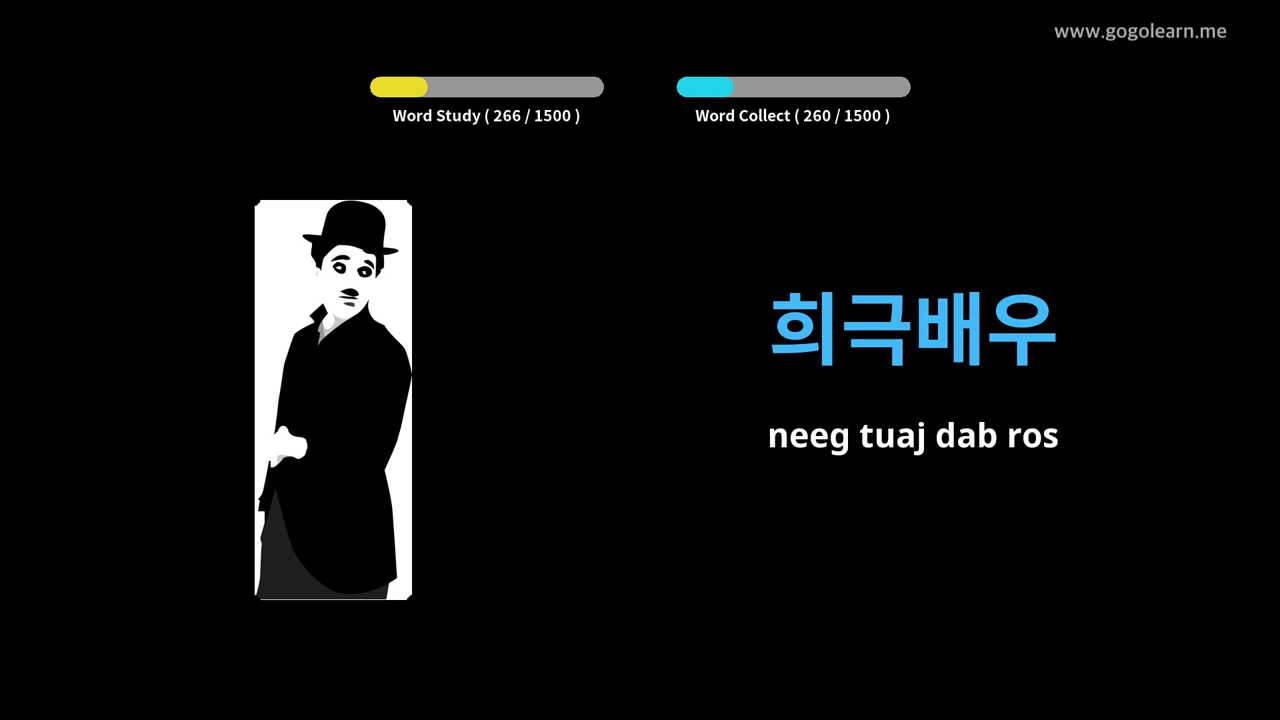 www.gogolearn.me
Word Study ( 266 / 1500 )
Word Collect ( 260 / 1500 )
희극배우
neeg tuaj dab ros